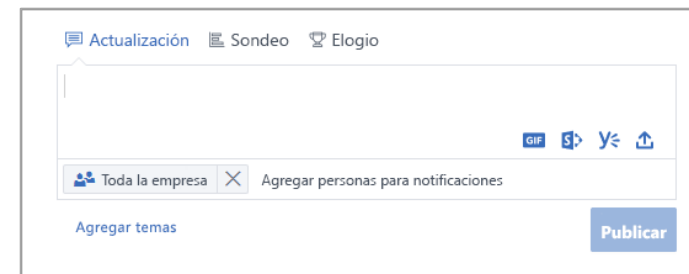 Actualización Sondeo Elogio
GIF
Toda la empresa Agregar personas para notificaciones
Agregar temas
Publicar